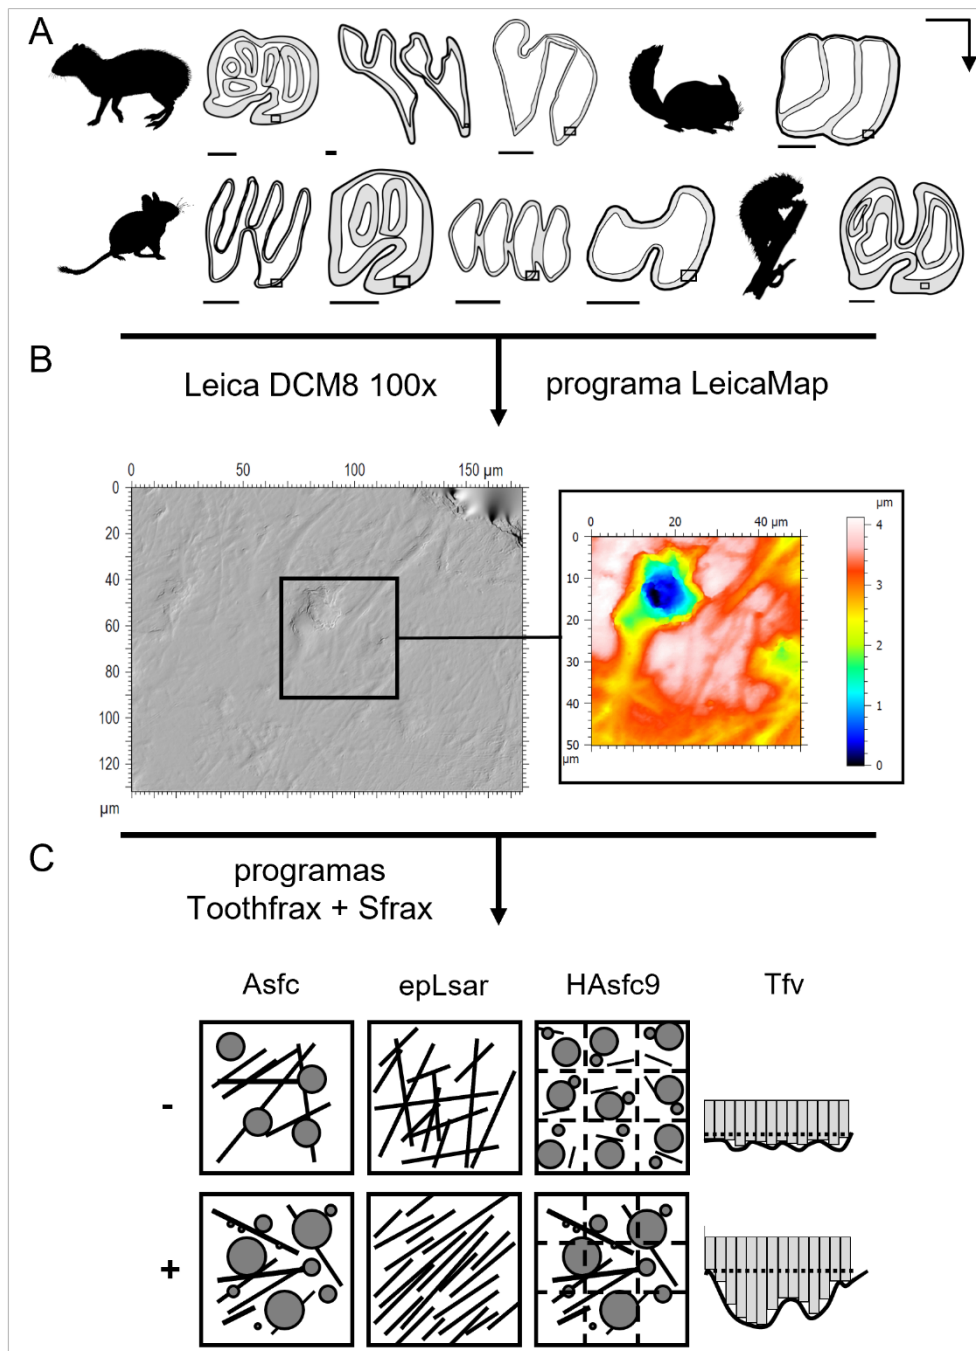 A
B
Leica DCM8 100x
programa LeicaMap
0 50 100 150 µm
0
20
40
60
80
100
120
µm
µm
0 20 40 µm
0
10
20
30
40
50
µm
4
3
2
1
0
C
programas
Toothfrax + Sfrax
Asfc epLsar HAsfc9 Tfv
-
+